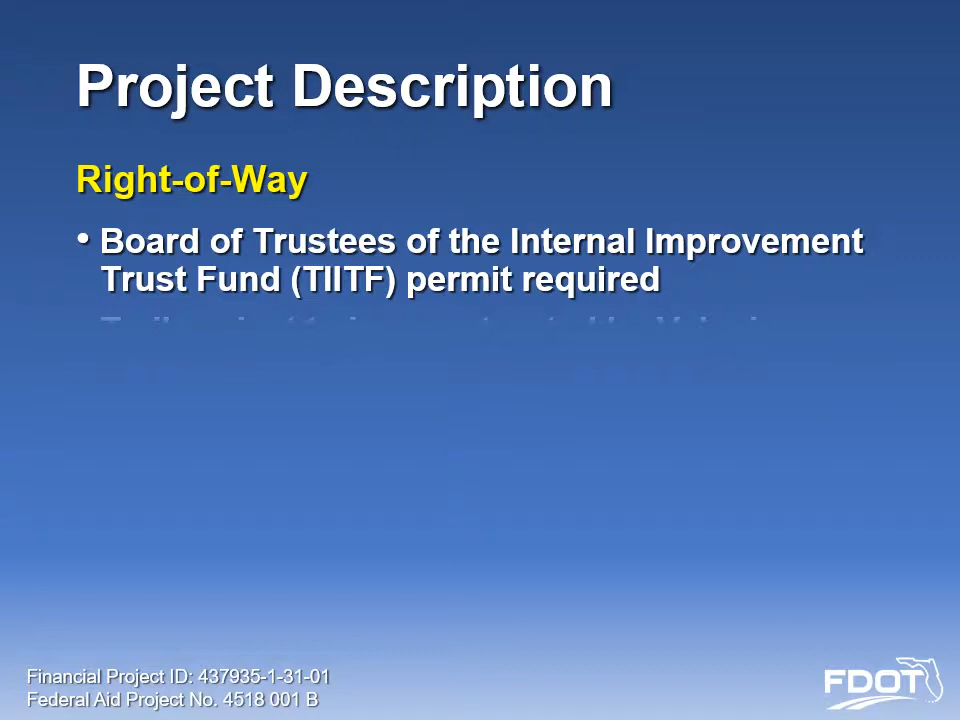 Project Description
Right-of-Way
• Board of Trustees of the Internal Improvement
Trust Fund (TIITF) permit required
Financial Project ID: 437935-1-31-01
Federal Aid Project No. 4518 001 B
FDOT